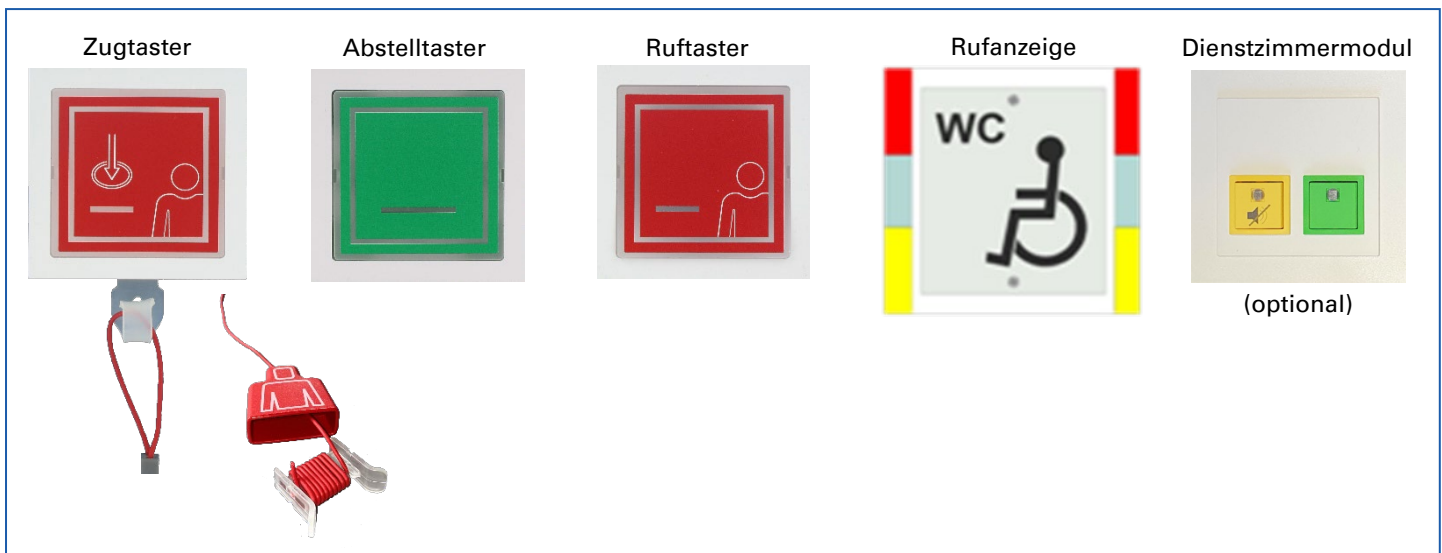 Zugtaster
Abstelltaster
Ruftaster
Rufanzeige
Dienstzimmermodul
WC
(optional)